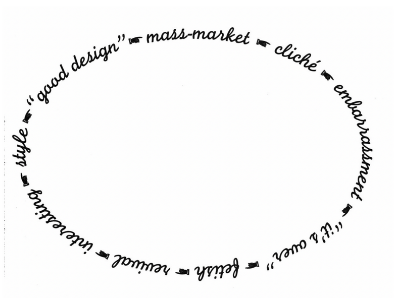 style ☛ "good design" ☛ mass-market ☛ cliché ☛ embarrassment ☛ "it's over" ☛ fetish ☛ revival ☛ interesting ☛